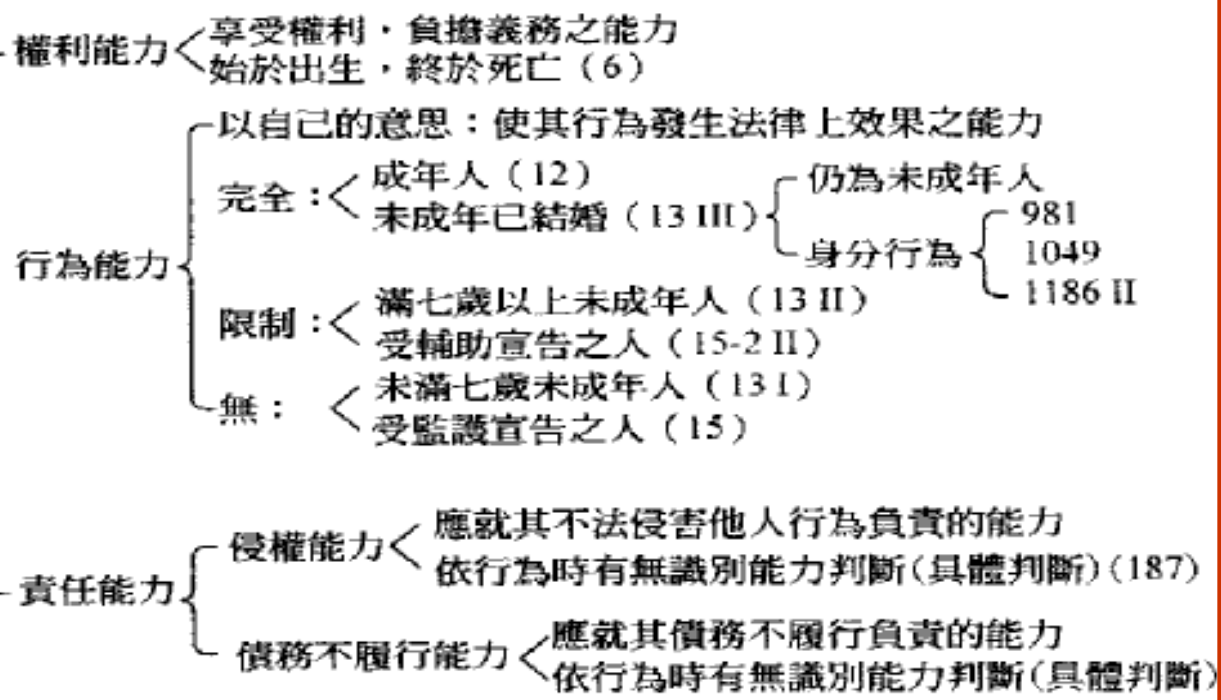 權利能力
享受權利，負擔義務之能力
始於出生，終於死亡（6）
行為能力
以自己的意思：使其行為發生法律上效果之能力
完全：
成年人（12）
未成年已結婚（13 III）
仍為未成年人
身分行為
981
1049
1186 II
限制：
滿七歲以上未成年人（13 II）
受輔助宣告之人（15-2 II）
無：
未滿七歲未成年人（13 I）
受監護宣告之人（15）
責任能力
侵權能力
應就其不法侵害他人行為負責的能力
依行為時有無識別能力判斷(具體判斷)(187)
債務不履行能力
應就其債務不履行負責的能力
依行為時有無識別能力判斷(具體判斷)